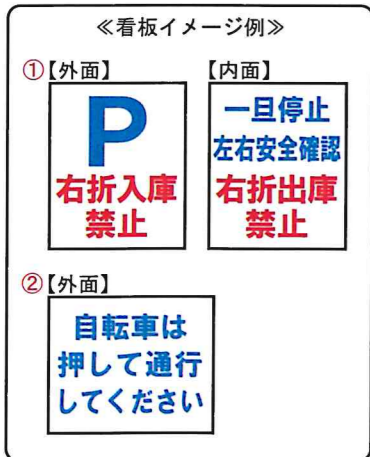 ≪看板イメージ例≫
①【外面】
P
右折入庫
禁止
【内面】
一旦停止
左右安全確認
右折出庫
禁止
②【外面】
自転車は
押して通行
してください